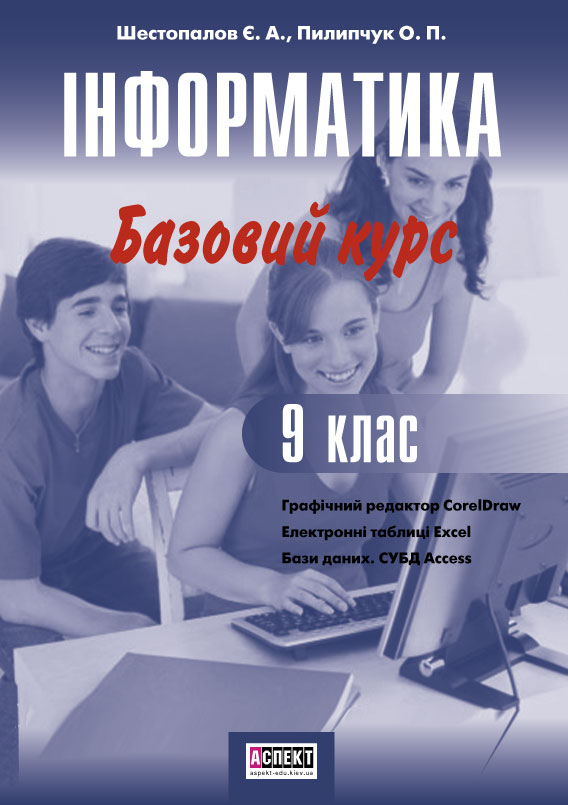 Шестопалов Є. А., Пилипчук О. П.
ІНФОРМАТИКА
Базовий курс
9 клас
Графічний редактор CorelDraw
Електронні таблиці Excel
Бази даних. СУБД Access
АСПЕКТ
aspekt-edu.kiev.ua